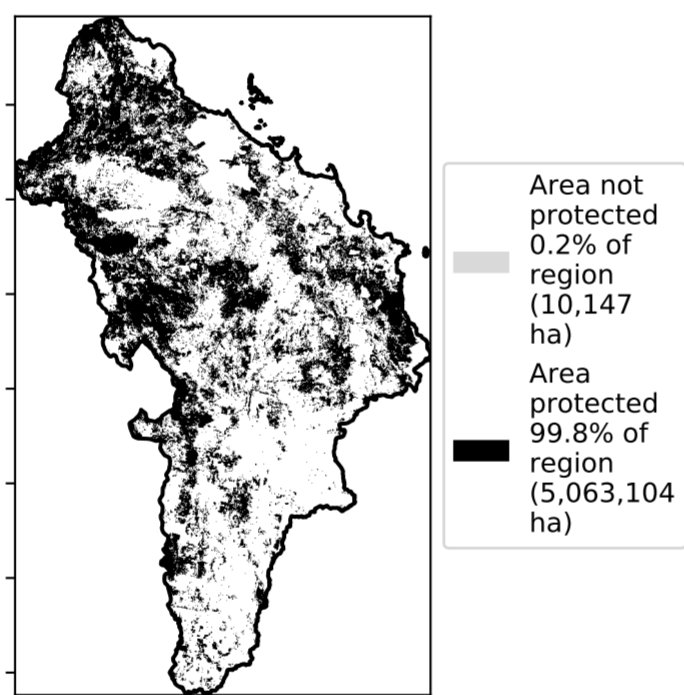 Area not
protected
0.2% of
region
(10,147
ha)
Area
protected
99.8% of
region
(5,063,104
ha)